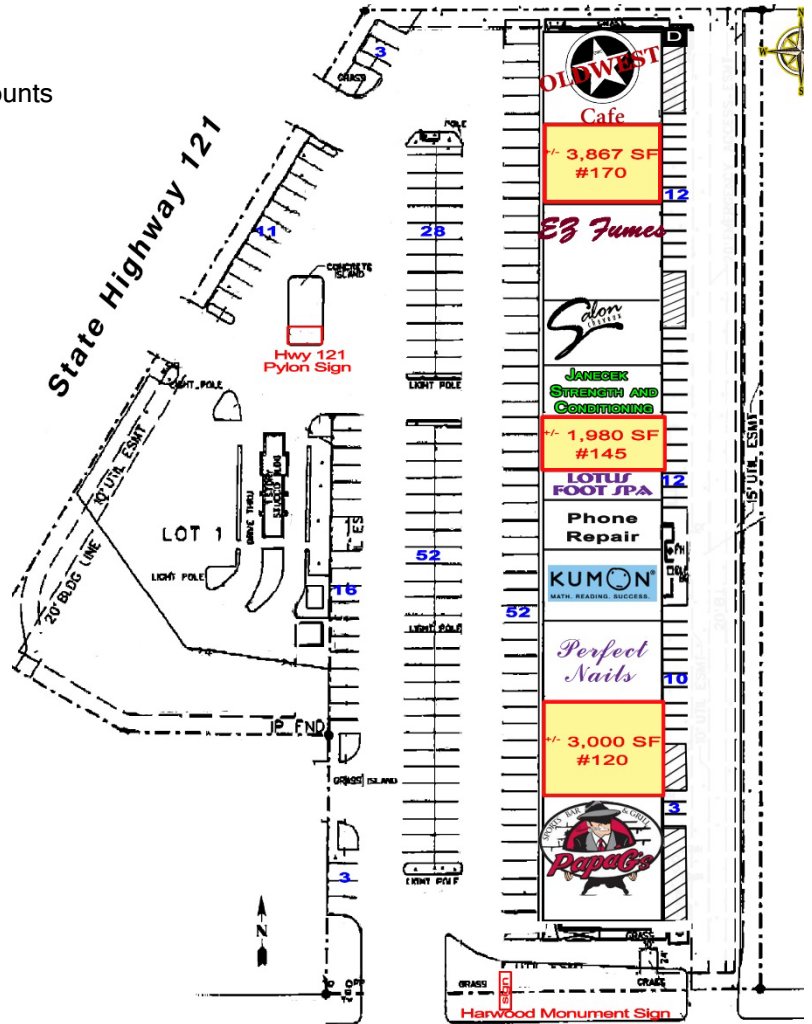 ounts
State Highway 121
3
GRASS
11
CONCRETE
ISLAND
Hwy 121
Pylon Sign
POLE
28
LIGHT POLE
GRASS
D
OLDWEST
Cafe
+/- 3,867 SF
#170
12
EZ Fumes
Salon
JANECEK
STRENGTH AND
CONDITIONING
+/- 1,980 SF
#145
LOTUS
FOOT SPA
12
Phone
Repair
KUMON®
MATH. READING. SUCCESS.
Perfect
Nails
10
+/- 3,000 SF
#120
3
SPORTS BAR & GRILL
PapaG's
LIGHT POLE
10' UTIL ESMT
20' BLDG LINE
LOT 1
DRIVE THRU
LIGHT POLE
16
52
LIGHT POLE
52
15' UTIL ESMT
GRASS ISLAND
3
LIGHT POLE
N
N
W
S
GRASS
GRASS
sign
Harwood Monument Sign
24'